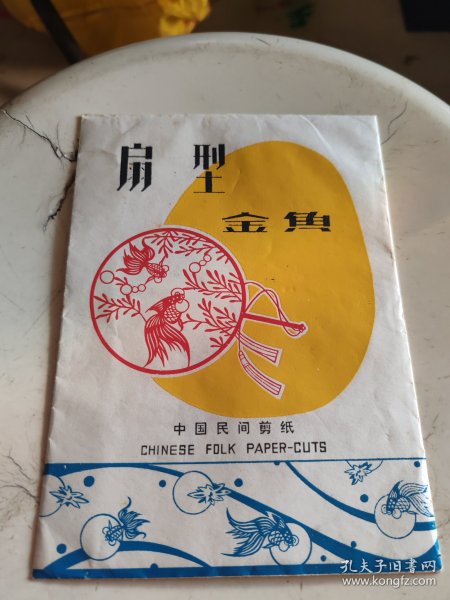 扇型
金角
中国民间剪纸
CHINESE FOLK PAPER-CUTS
孔夫子旧书网
www.kongfz.com